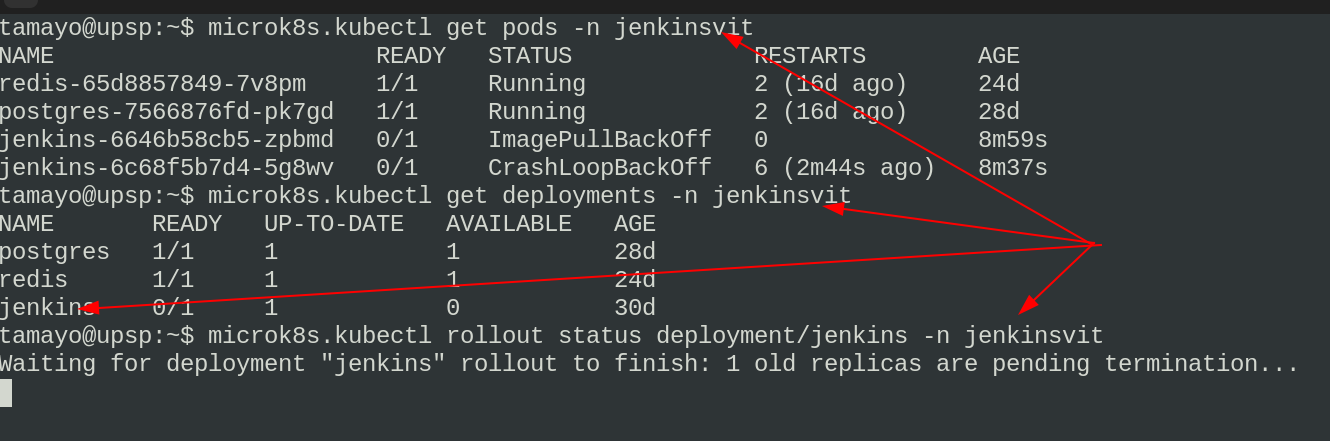 tamayo@upsp:~$ microk8s.kubectl get pods -n jenkinsvit
NAME                       READY   STATUS             RESTARTS        AGE
redis-65d8857849-7v8pm     1/1     Running            2 (16d ago)     24d
postgres-7566876fd-pk7gd   1/1     Running            2 (16d ago)     28d
jenkins-6646b58cb5-zpbmd   0/1     ImagePullBackOff   0               8m59s
jenkins-6c68f5b7d4-5g8wv   0/1     CrashLoopBackOff   6 (2m44s ago)   8m37s
tamayo@upsp:~$ microk8s.kubectl get deployments -n jenkinsvit
NAME       READY   UP-TO-DATE   AVAILABLE   AGE
postgres   1/1     1            1           28d
redis      1/1     1            1           24d
jenkins    0/1     1            0           30d
tamayo@upsp:~$ microk8s.kubectl rollout status deployment/jenkins -n jenkinsvit
Waiting for deployment "jenkins" rollout to finish: 1 old replicas are pending termination...